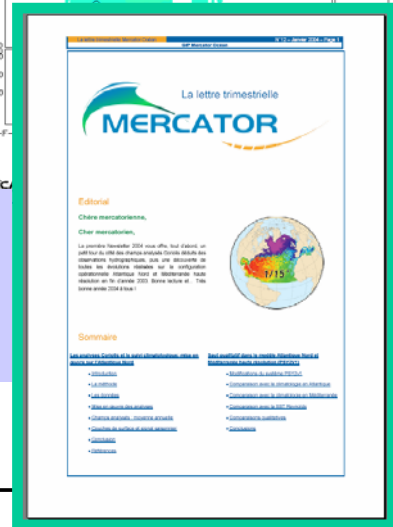 La lettre trimestrielle Mercator Océan
N°12 – Janvier 2004 – Page 1
GIP Mercator Océan
La lettre trimestrielle
MERCATOR
Éditorial
Chère mercatorienne,
Cher mercatorien,
La première Newsletter 2004 vous offre, tout d'abord, un
petit tour du côté des champs analysés Coriolis déduits des
observations hydrographiques, puis une découverte de
toutes les évolutions réalisées sur la configuration
opérationnelle Atlantique Nord et Méditerranée haute
résolution en fin d'année 2003. Bonne lecture et... Très
bonne année 2004 à tous !
1/15°
Sommaire
Les analyses Coriolis et le suivi climatologique, mise en
œuvre sur l'Atlantique Nord
Introduction
La méthode
Les données
Mise en œuvre des analyses
Champs analysés : moyenne annuelle
Couches de surface et signal saisonnier
Conclusion
Références
Saut qualitatif dans le modèle Atlantique Nord et
Méditerranée haute résolution (PSY2V1)
Modifications du système PSY2v1
Comparaison avec la climatologie en Atlantique
Comparaison avec la climatologie en Méditerranée
Comparaison avec la SST Reynolds
Comparaisons qualitatives
Conclusions